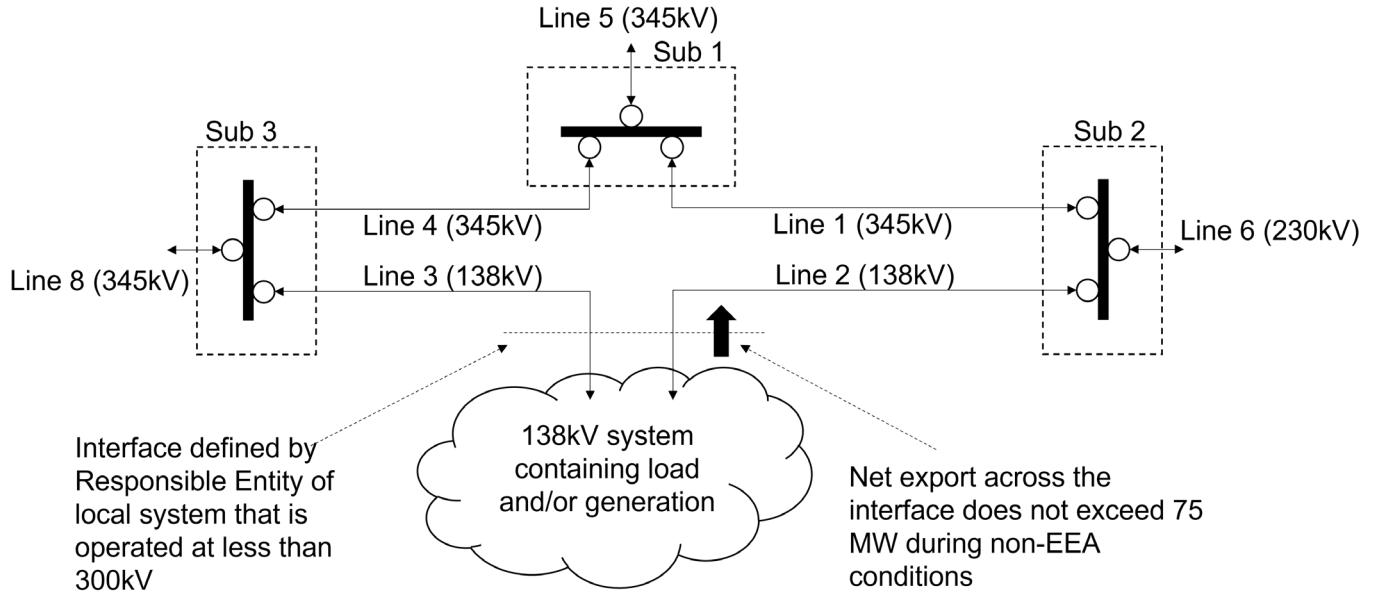 Line 5 (345kV)
Sub 1
Sub 3
Sub 2
Line 4 (345kV)
Line 1 (345kV)
Line 6 (230kV)
Line 8 (345kV)
Line 3 (138kV)
Line 2 (138kV)
138kV system
containing load
and/or generation
Interface defined by
Responsible Entity of
local system that is
operated at less than
300kV
Net export across the
interface does not exceed 75
MW during non-EEA
conditions